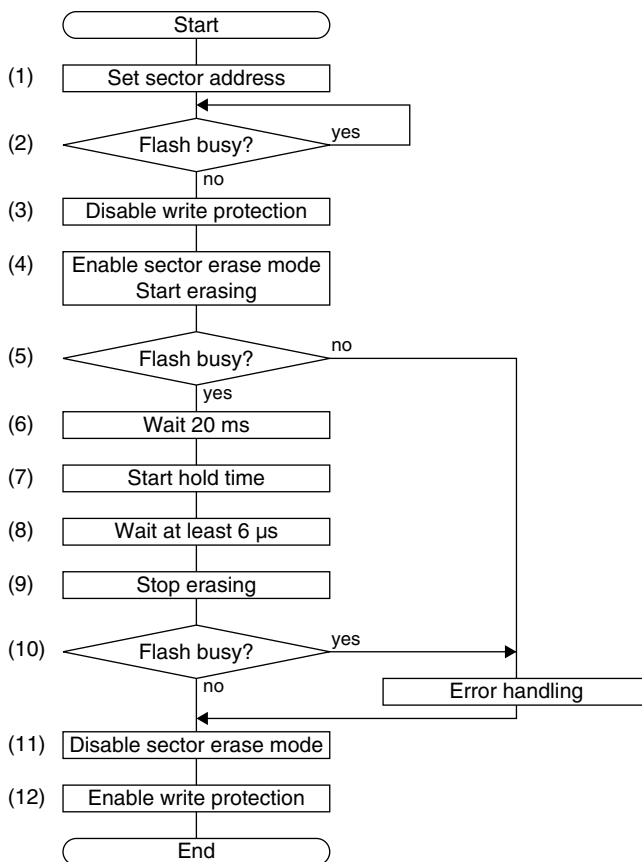 Start
(1) Set sector address
yes
(2) Flash busy?
no
(3) Disable write protection
(4) Enable sector erase mode
Start erasing
no
(5) Flash busy?
yes
(6) Wait 20 ms
(7) Start hold time
(8) Wait at least 6 µs
(9) Stop erasing
yes
(10) Flash busy?
no
Error handling
(11) Disable sector erase mode
(12) Enable write protection
End